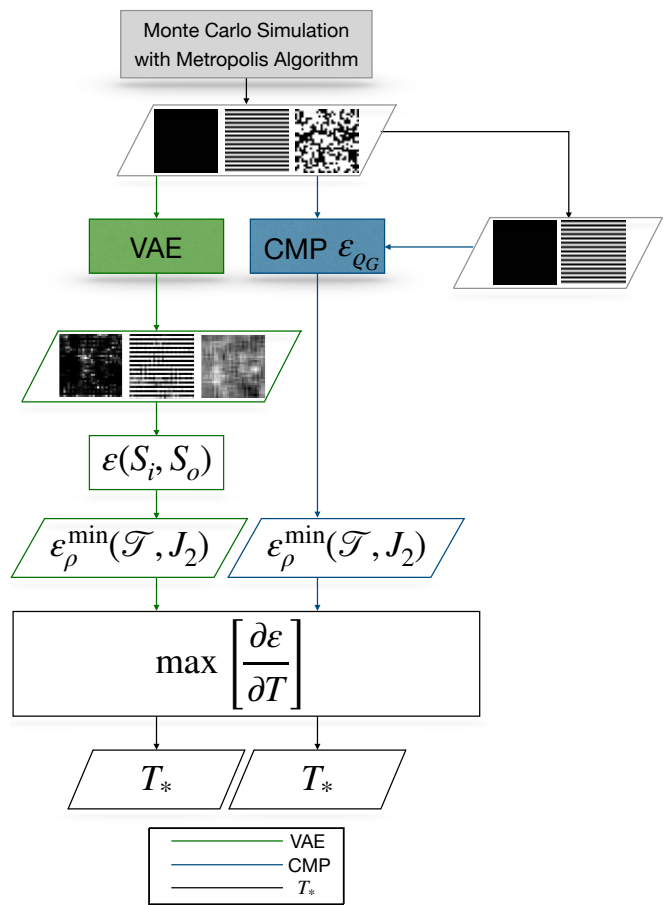 Monte Carlo Simulation
with Metropolis Algorithm
VAE
CMP ε_{ϱ_G}
ε(S_i, S_o)
ε_ρ^{min}(𝒯, J_2)
ε_ρ^{min}(𝒯, J_2)
max [∂ε/∂T]
T_*
T_*
VAE
CMP
T_*